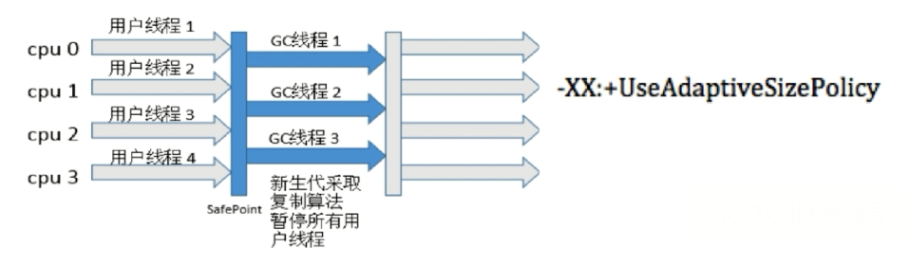 用户线程 1
cpu 0
GC线程 1
用户线程 2
cpu 1
GC线程 2
-XX:+UseAdaptiveSizePolicy
用户线程 3
cpu 2
GC线程 3
用户线程 4
cpu 3
SafePoint
新生代采取
复制算法
暂停所有用
户线程